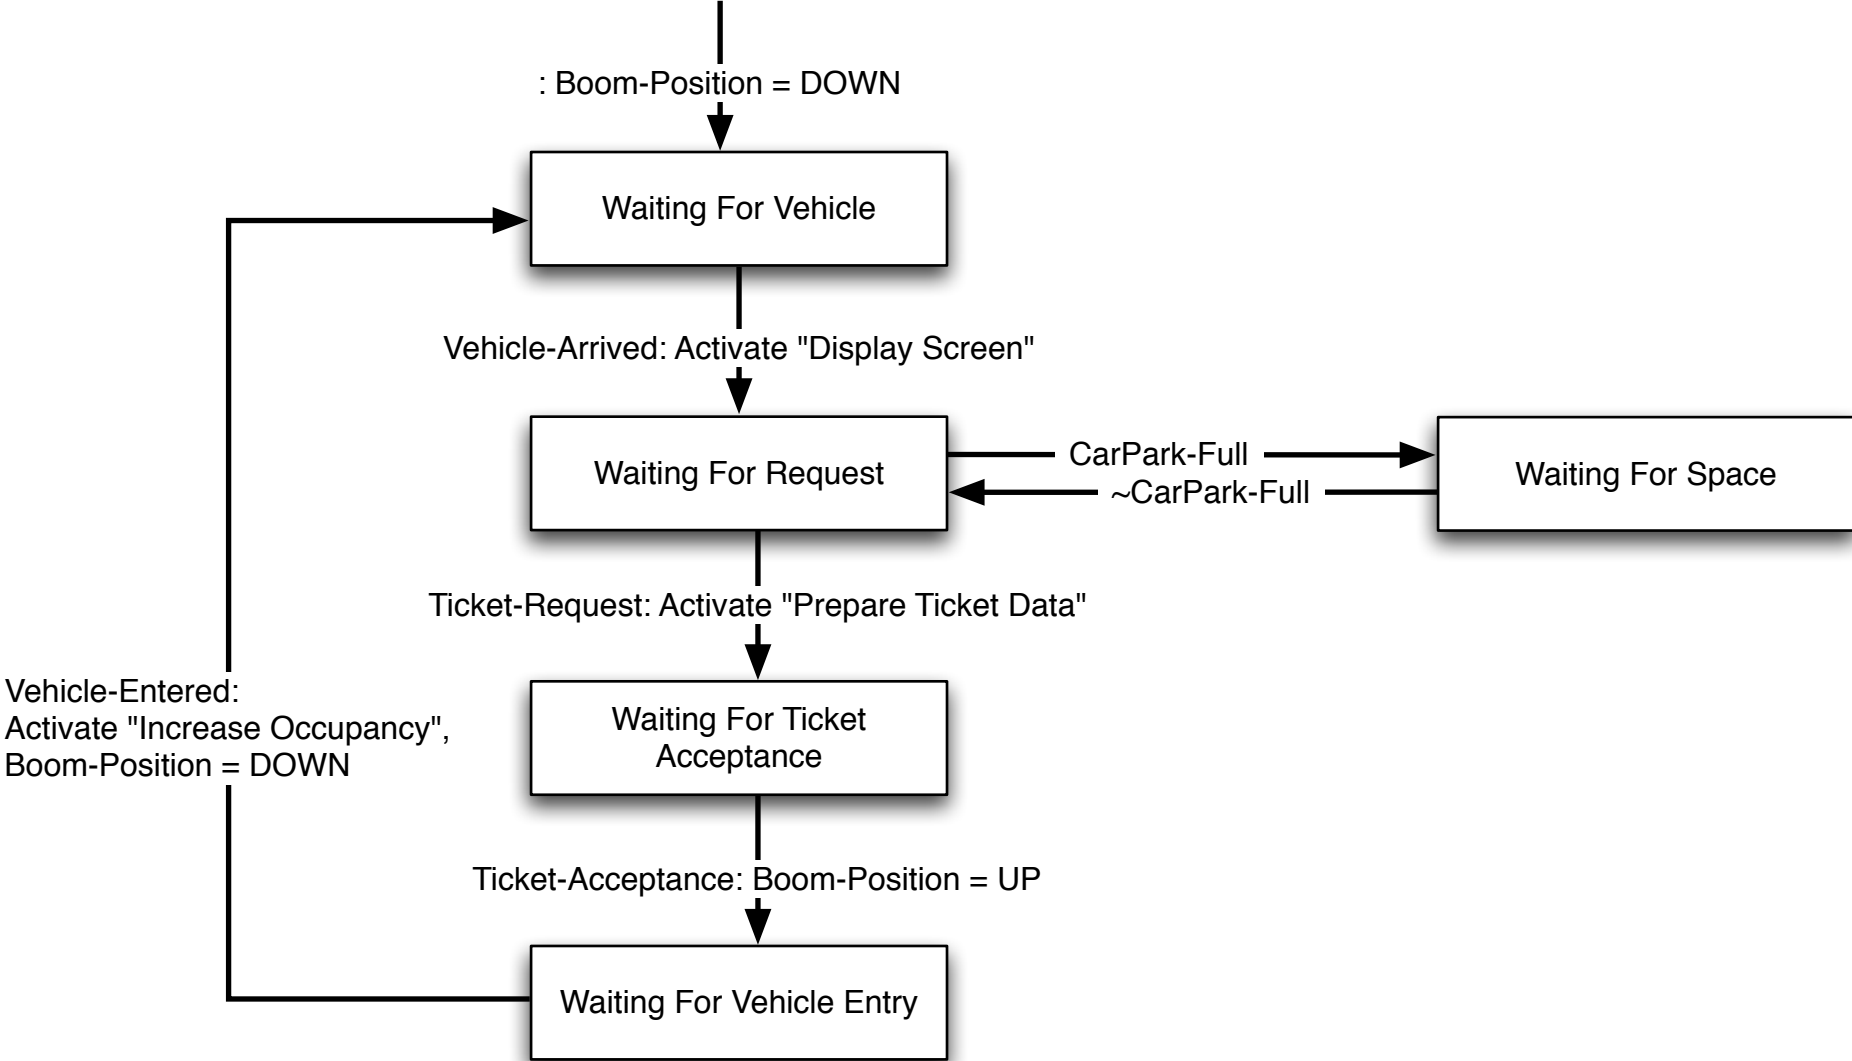 : Boom-Position = DOWN
Waiting For Vehicle
Vehicle-Arrived: Activate "Display Screen"
Waiting For Request
CarPark-Full
~CarPark-Full
Waiting For Space
Ticket-Request: Activate "Prepare Ticket Data"
Vehicle-Entered:
Activate "Increase Occupancy",
Boom-Position = DOWN
Waiting For Ticket
Acceptance
Ticket-Acceptance: Boom-Position = UP
Waiting For Vehicle Entry